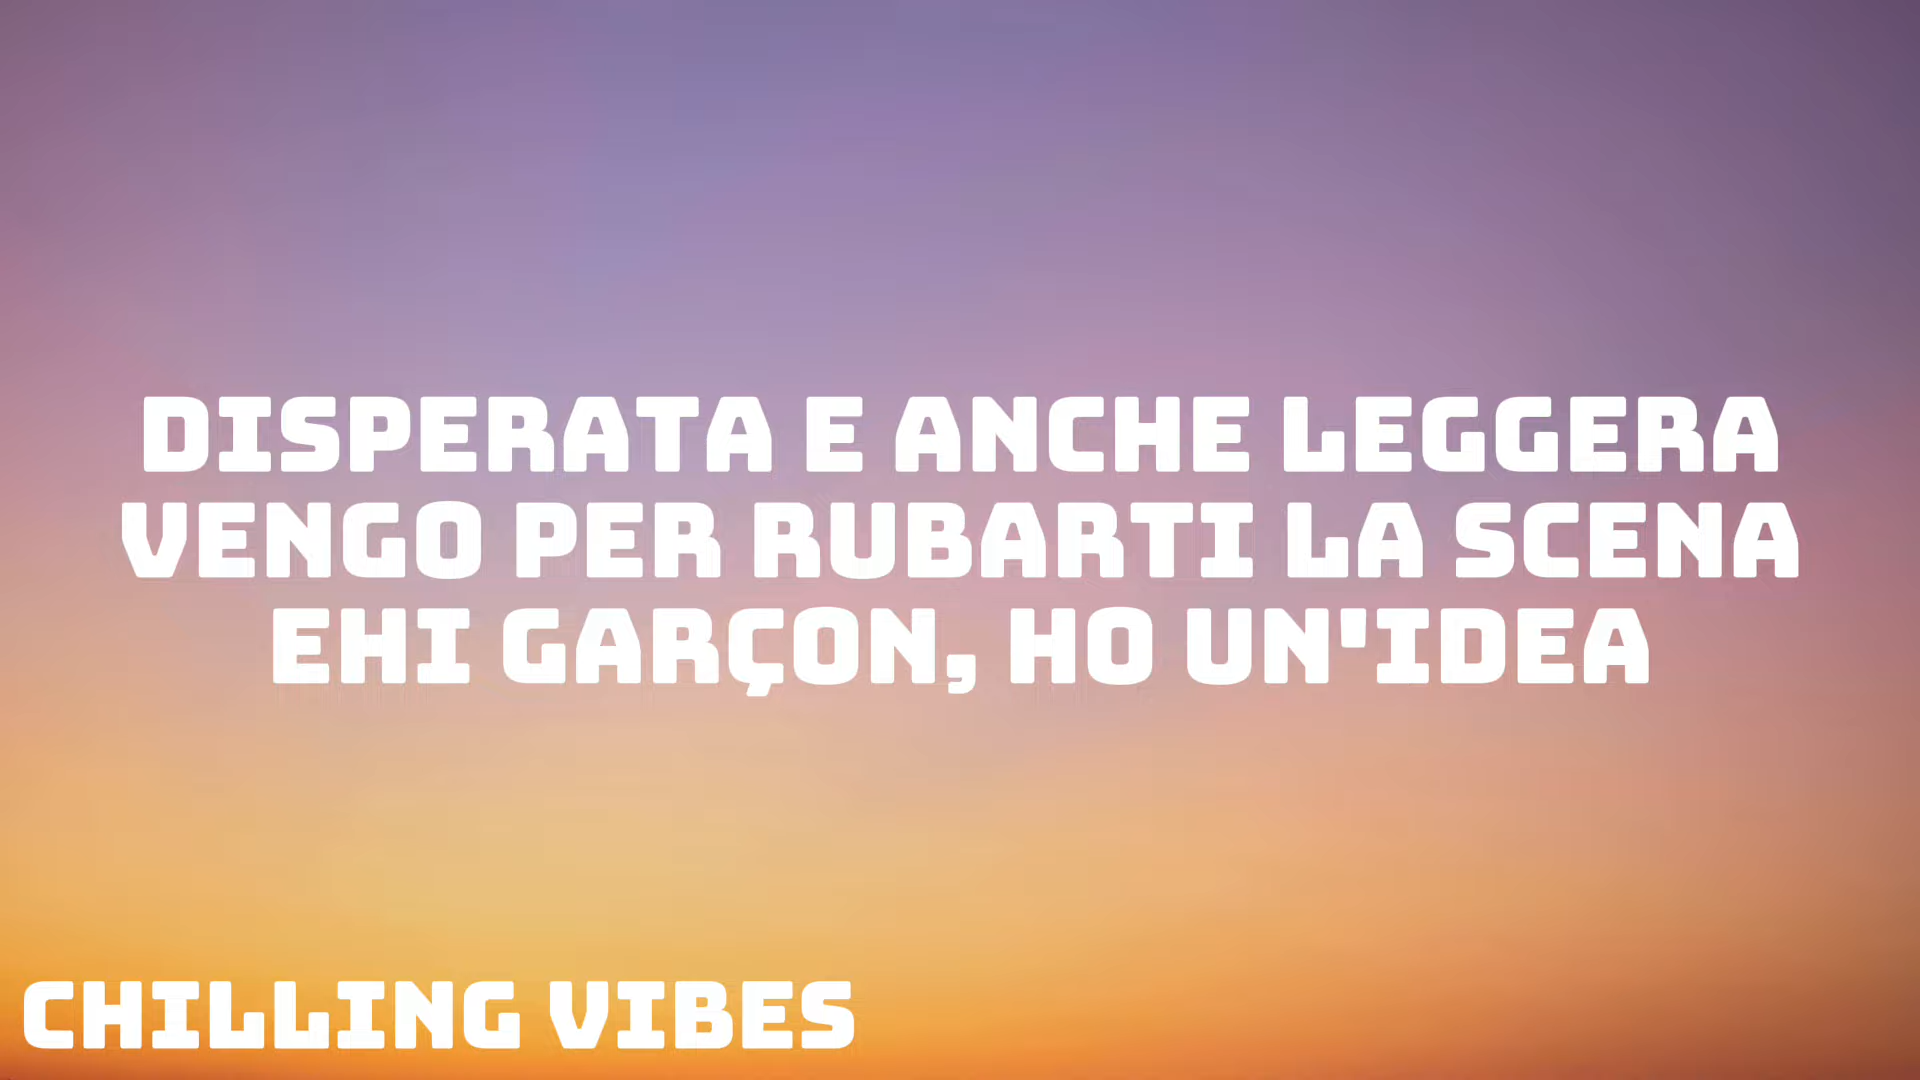 DISPERATA E ANCHE LEGGERA
VENGO PER RUBARTI LA SCENA
EHI GARÇON, HO UN'IDEA
CHILLING VIBES